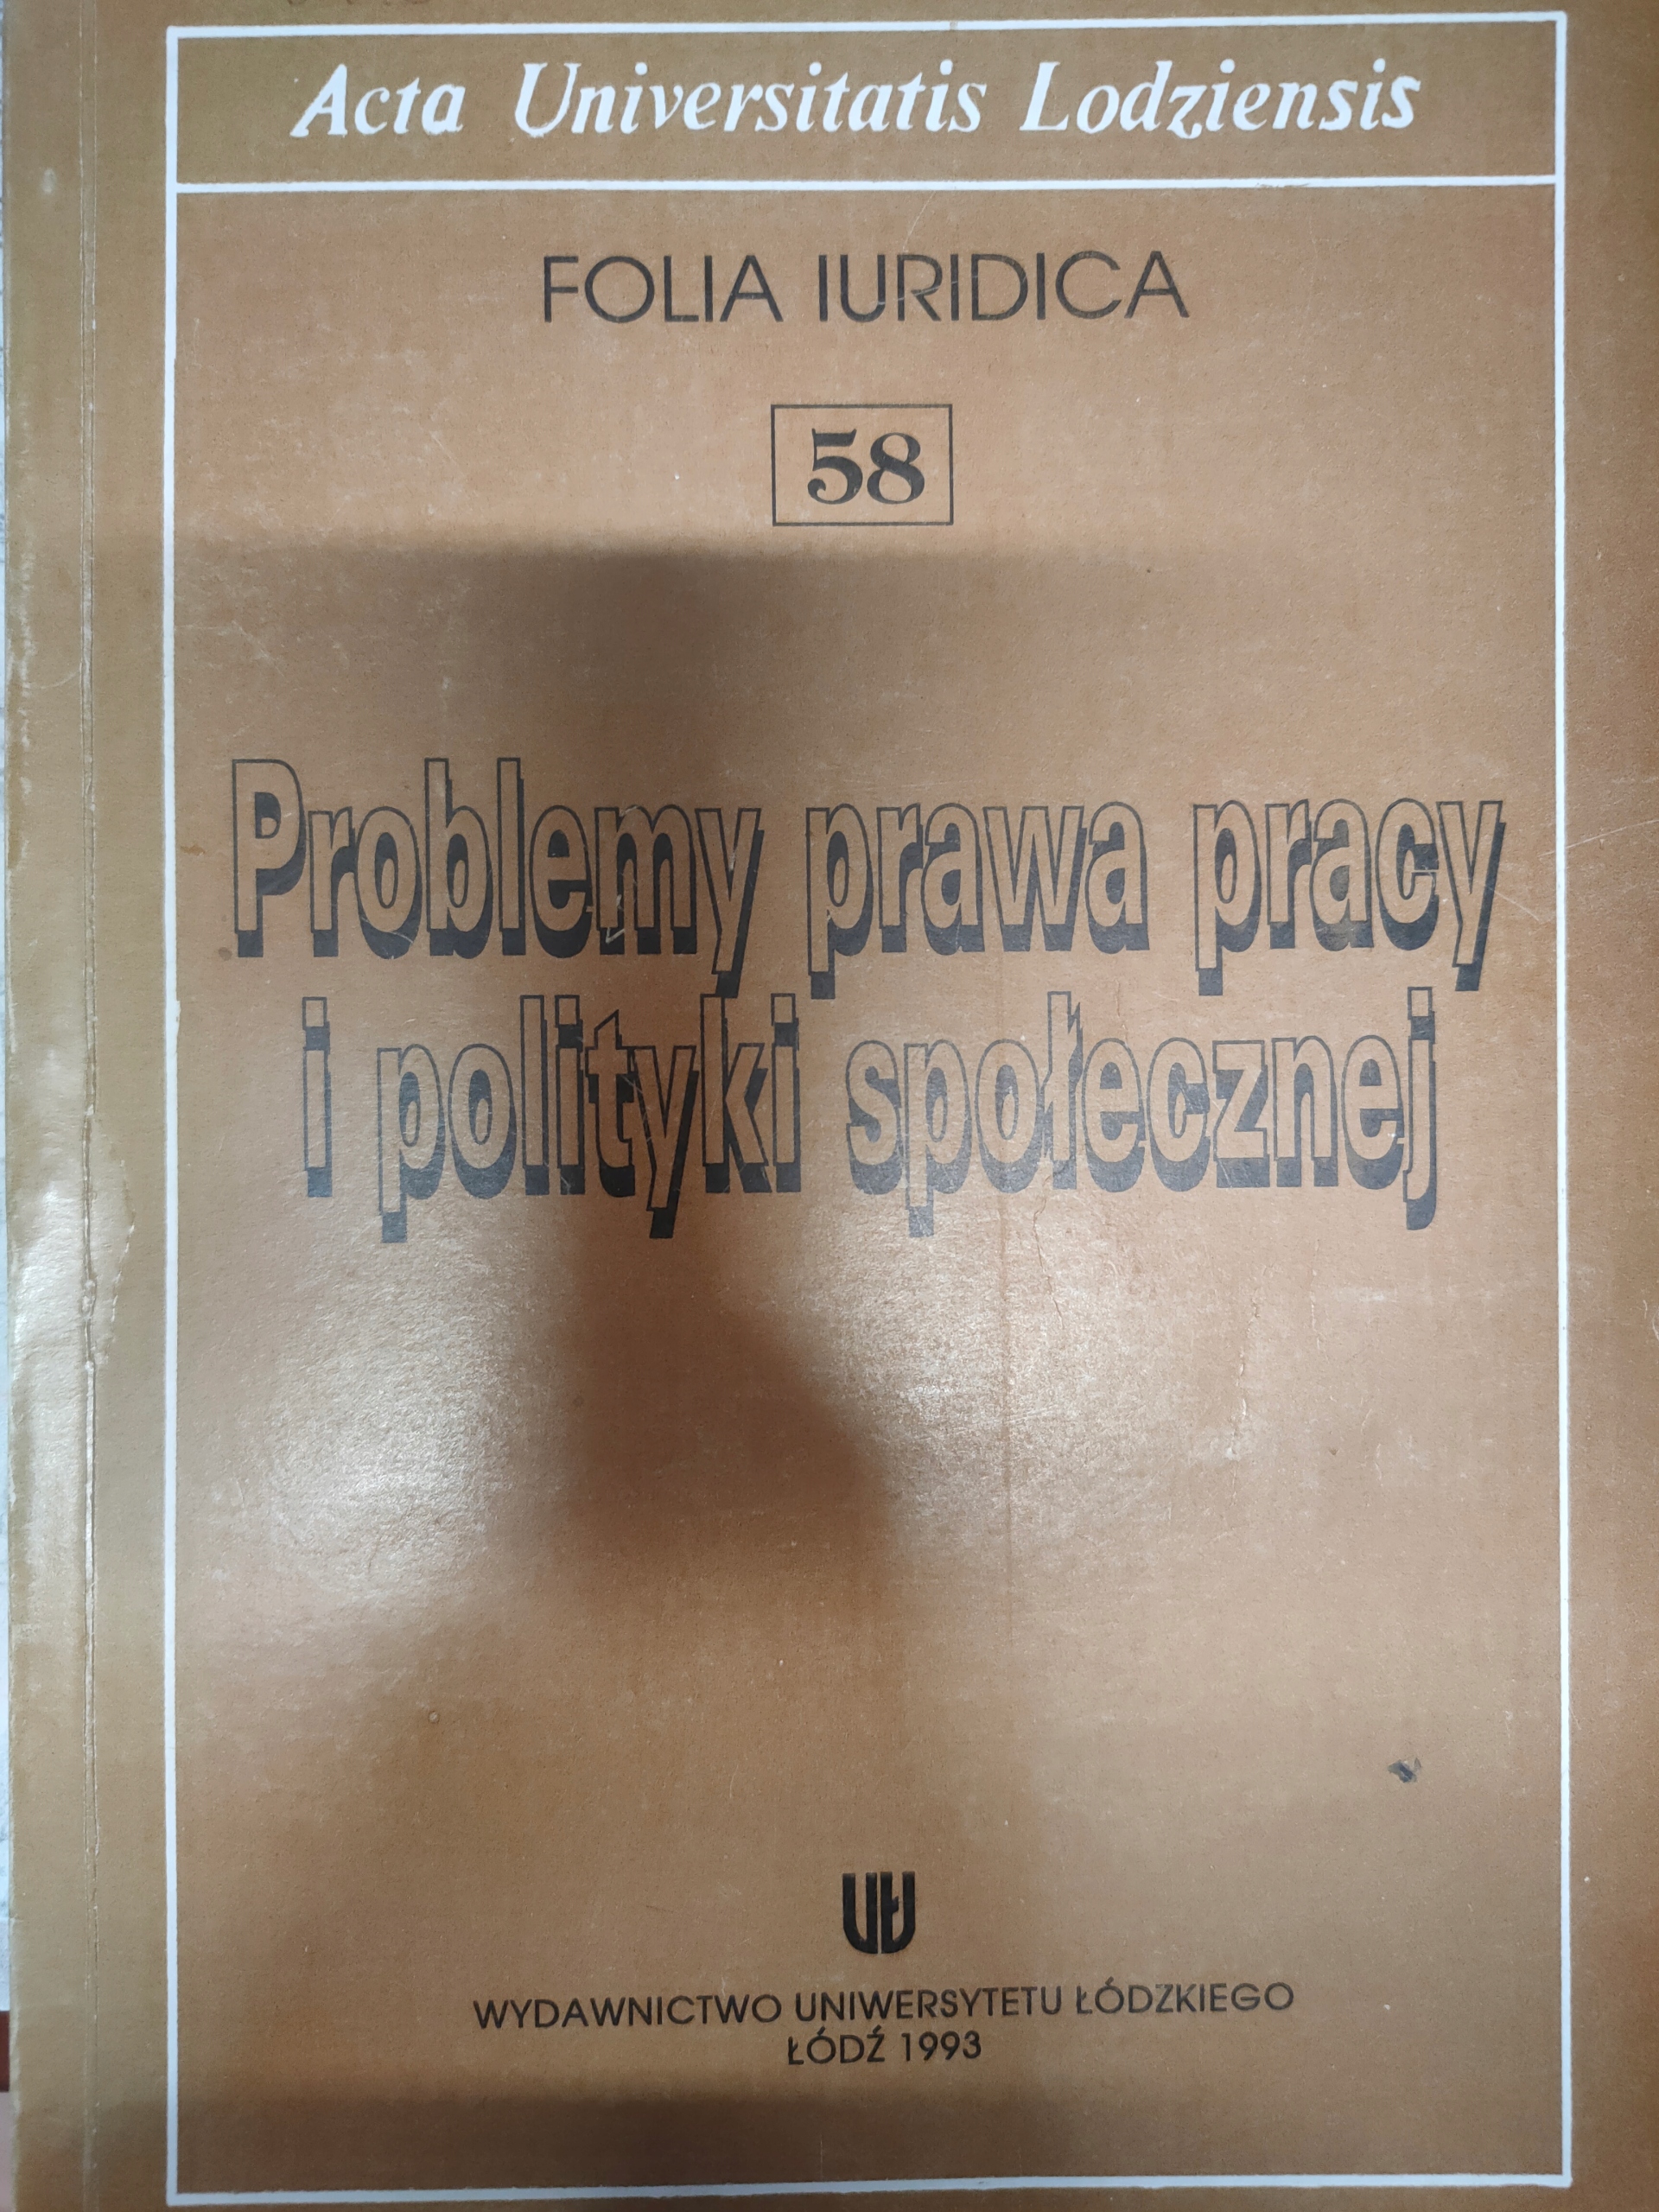 Acta Universitatis Lodziensis
FOLIA IURIDICA
58
Problemy prawa pracy
i polityki społecznej
UŁ
WYDAWNICTWO UNIWERSYTETU ŁÓDZKIEGO
ŁÓDŹ 1993